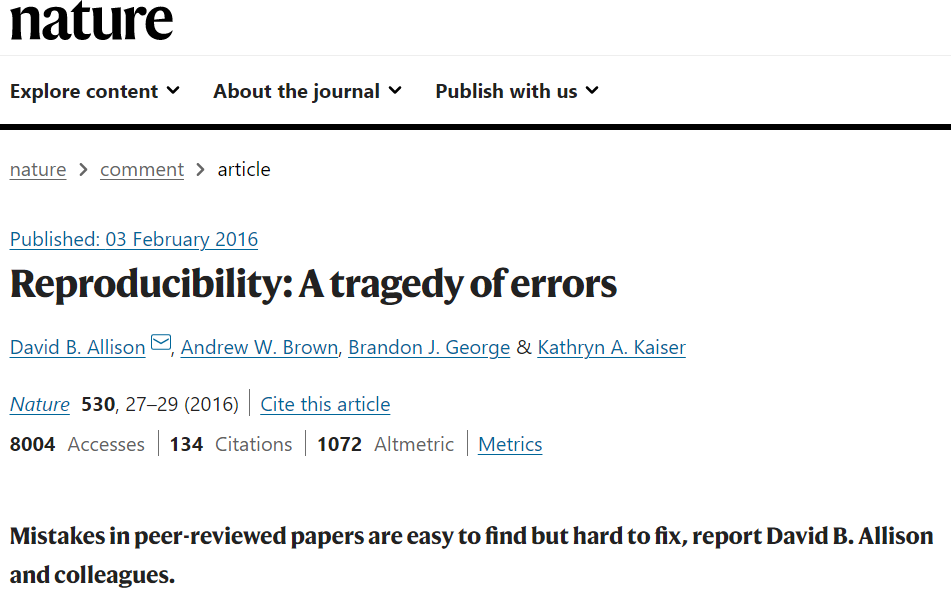 nature
Explore content About the journal Publish with us
nature > comment > article
Published: 03 February 2016
Reproducibility: A tragedy of errors
David B. Allison, Andrew W. Brown, Brandon J. George & Kathryn A. Kaiser
Nature 530, 27–29 (2016) | Cite this article
8004 Accesses | 134 Citations | 1072 Altmetric | Metrics
Mistakes in peer-reviewed papers are easy to find but hard to fix, report David B. Allison
and colleagues.